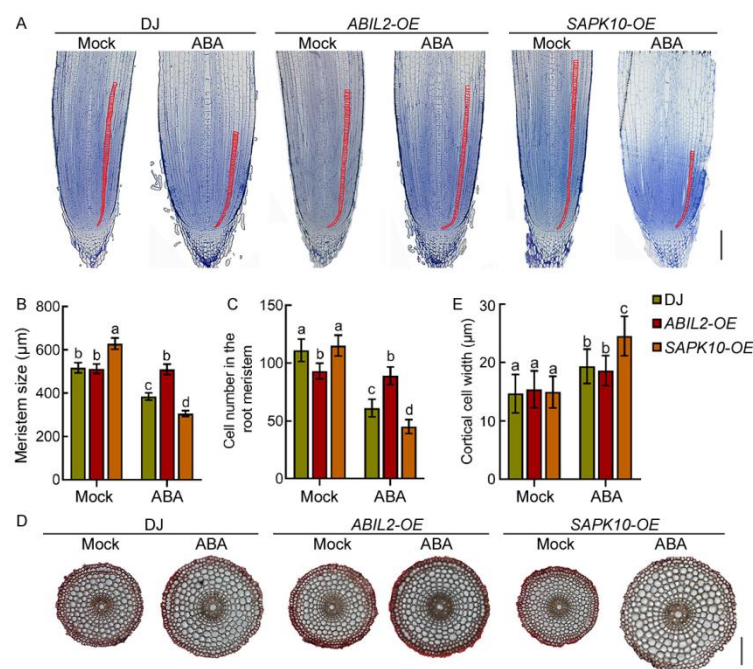 A
DJ ABIL2-OE SAPK10-OE
Mock ABA Mock ABA Mock ABA
B
Meristem size (μm)
800
600
400
200
0
b b a
c b d
Mock ABA
C
Cell number in the
root meristem
150
100
50
0
a b a
c b d
Mock ABA
E
Cortical cell width (μm)
30
20
10
0
a a a
b b c
Mock ABA
DJ
ABIL2-OE
SAPK10-OE
D
DJ ABIL2-OE SAPK10-OE
Mock ABA Mock ABA Mock ABA